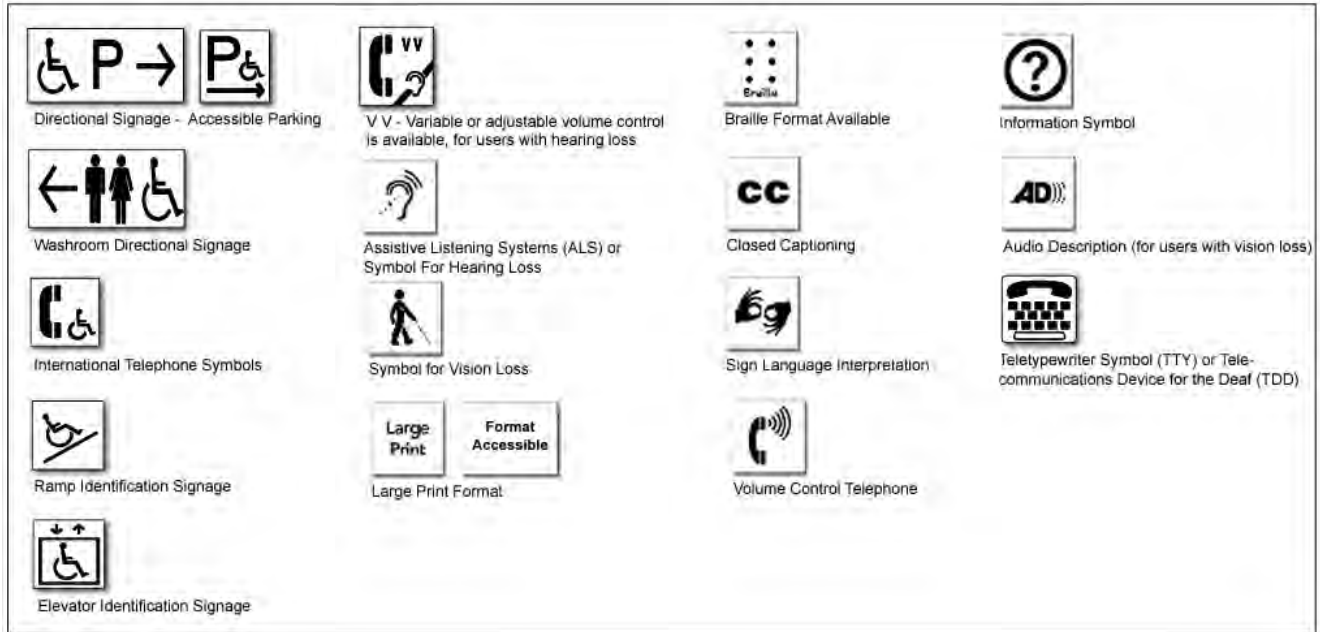 P → P
Directional Signage - Accessible Parking
Washroom Directional Signage
International Telephone Symbols
Ramp Identification Signage
Elevator Identification Signage
V V
V V - Variable or adjustable volume control
is available, for users with hearing loss
Assistive Listening Systems (ALS) or
Symbol For Hearing Loss
Symbol for Vision Loss
Large
Print
Format
Accessible
Large Print Format
Braille
Braille Format Available
CC
Closed Captioning
Sign Language Interpretation
Volume Control Telephone
?
Information Symbol
AD
Audio Description (for users with vision loss)
Teletypewriter Symbol (TTY) or Tele-
communications Device for the Deaf (TDD)